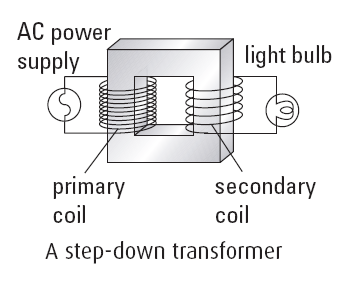 AC power
supply
light bulb
primary
coil
secondary
coil
A step-down transformer